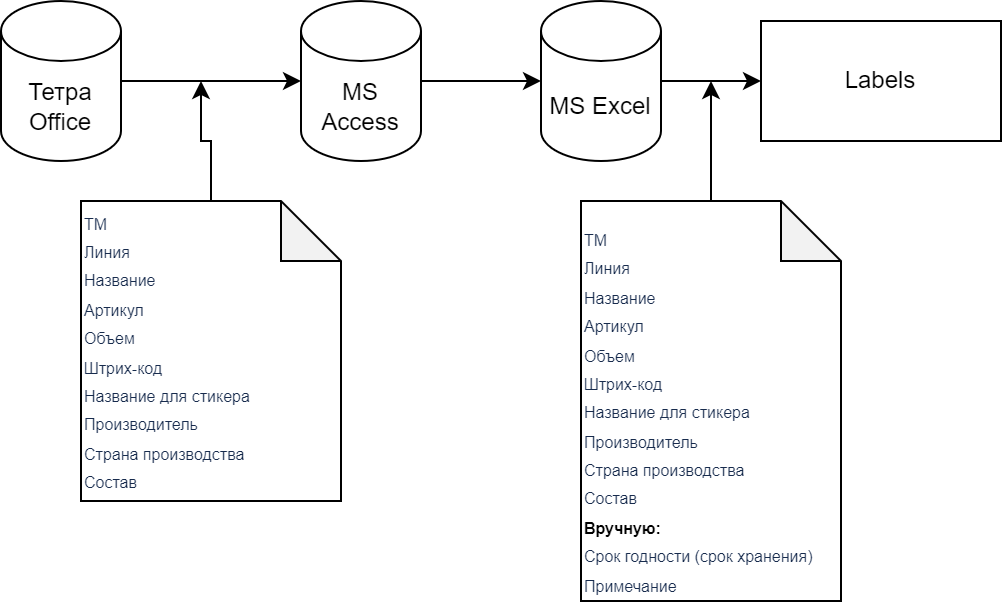 Тетра
Office
MS
Access
MS Excel
Labels
ТМ
Линия
Название
Артикул
Объем
Штрих-код
Название для стикера
Производитель
Страна производства
Состав
ТМ
Линия
Название
Артикул
Объем
Штрих-код
Название для стикера
Производитель
Страна производства
Состав
Вручную:
Срок годности (срок хранения)
Примечание